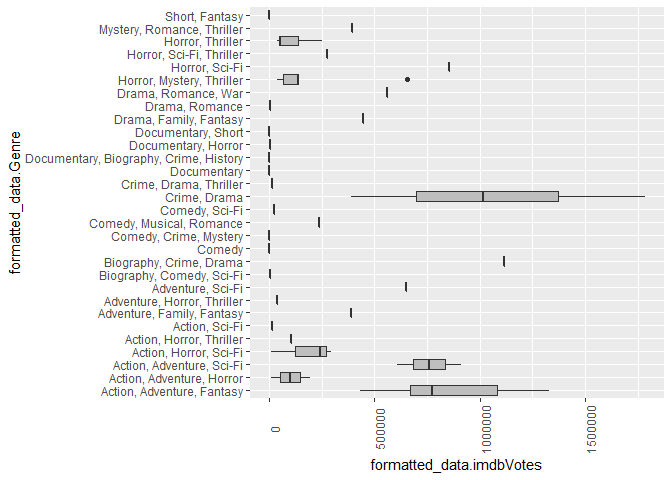 formatted_data.Genre
Short, Fantasy
Mystery, Romance, Thriller
Horror, Thriller
Horror, Sci-Fi, Thriller
Horror, Sci-Fi
Horror, Mystery, Thriller
Drama, Romance, War
Drama, Romance
Drama, Family, Fantasy
Documentary, Short
Documentary, Horror
Documentary, Biography, Crime, History
Documentary
Crime, Drama, Thriller
Crime, Drama
Comedy, Sci-Fi
Comedy, Musical, Romance
Comedy, Crime, Mystery
Comedy
Biography, Crime, Drama
Biography, Comedy, Sci-Fi
Adventure, Sci-Fi
Adventure, Horror, Thriller
Adventure, Family, Fantasy
Action, Sci-Fi
Action, Horror, Thriller
Action, Horror, Sci-Fi
Action, Adventure, Sci-Fi
Action, Adventure, Horror
Action, Adventure, Fantasy
0
500000
1000000
1500000
formatted_data.imdbVotes